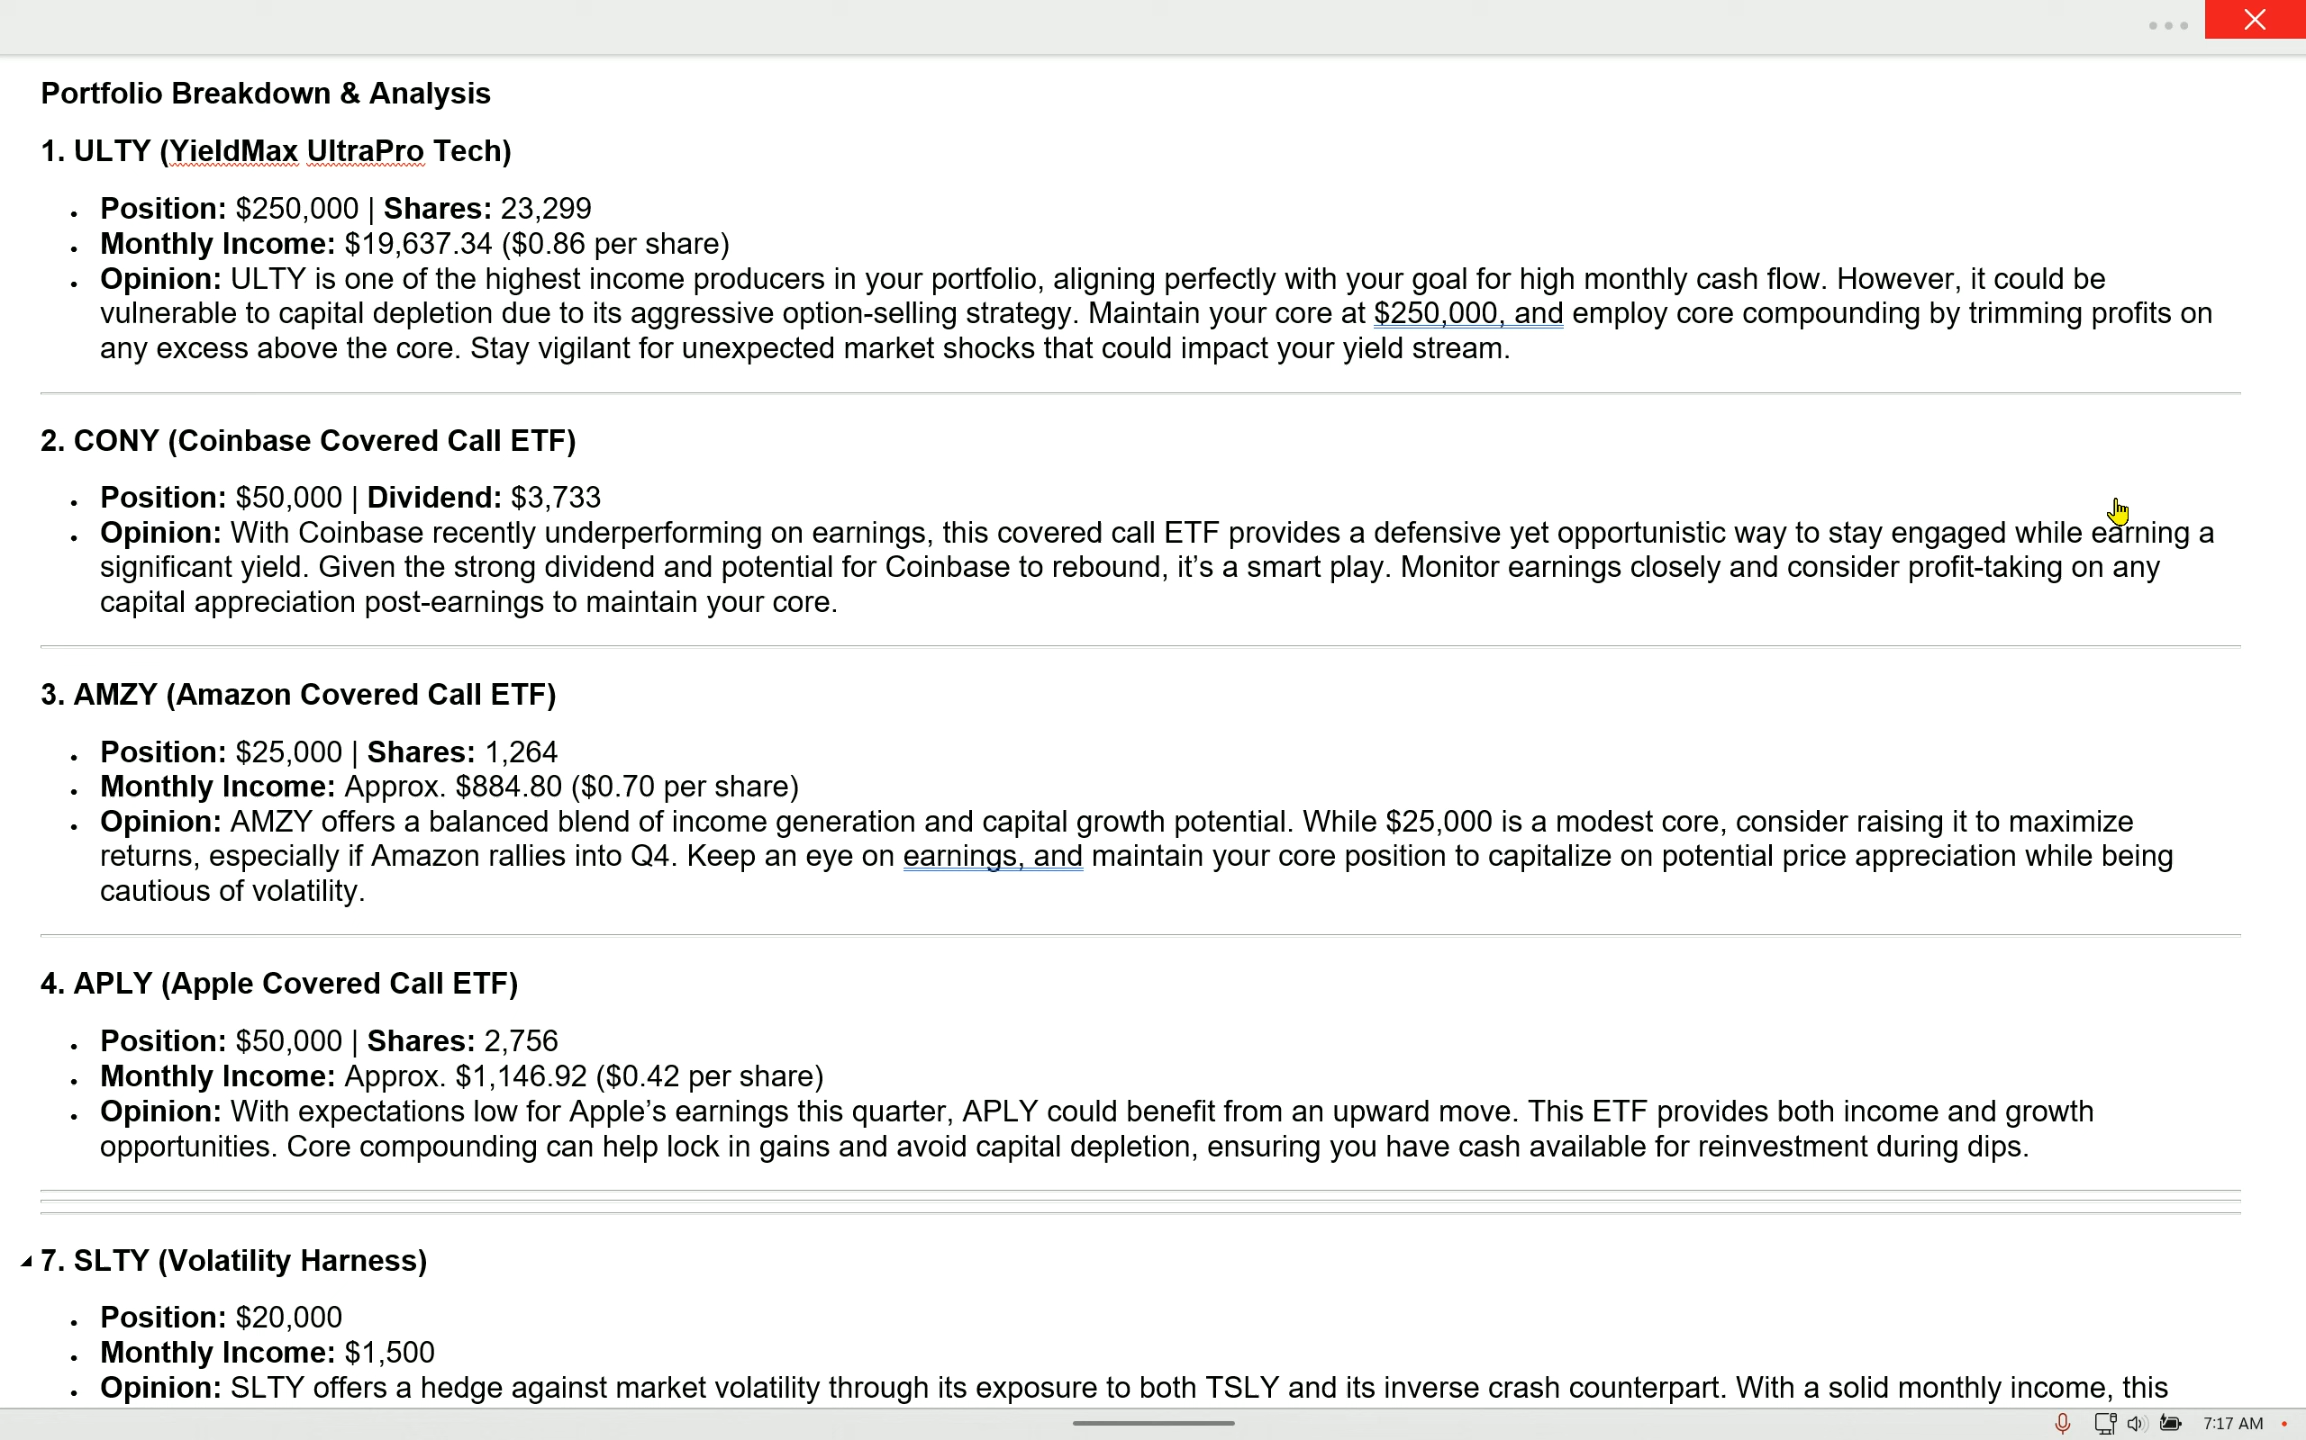 Portfolio Breakdown & Analysis
1. ULTY (YieldMax UltraPro Tech)
• Position: $250,000 | Shares: 23,299
• Monthly Income: $19,637.34 ($0.86 per share)
• Opinion: ULTY is one of the highest income producers in your portfolio, aligning perfectly with your goal for high monthly cash flow. However, it could be
vulnerable to capital depletion due to its aggressive option-selling strategy. Maintain your core at $250,000, and employ core compounding by trimming profits on
any excess above the core. Stay vigilant for unexpected market shocks that could impact your yield stream.
2. CONY (Coinbase Covered Call ETF)
• Position: $50,000 | Dividend: $3,733
• Opinion: With Coinbase recently underperforming on earnings, this covered call ETF provides a defensive yet opportunistic way to stay engaged while earning a
significant yield. Given the strong dividend and potential for Coinbase to rebound, it’s a smart play. Monitor earnings closely and consider profit-taking on any
capital appreciation post-earnings to maintain your core.
3. AMZY (Amazon Covered Call ETF)
• Position: $25,000 | Shares: 1,264
• Monthly Income: Approx. $884.80 ($0.70 per share)
• Opinion: AMZY offers a balanced blend of income generation and capital growth potential. While $25,000 is a modest core, consider raising it to maximize
returns, especially if Amazon rallies into Q4. Keep an eye on earnings, and maintain your core position to capitalize on potential price appreciation while being
cautious of volatility.
4. APLY (Apple Covered Call ETF)
• Position: $50,000 | Shares: 2,756
• Monthly Income: Approx. $1,146.92 ($0.42 per share)
• Opinion: With expectations low for Apple’s earnings this quarter, APLY could benefit from an upward move. This ETF provides both income and growth
opportunities. Core compounding can help lock in gains and avoid capital depletion, ensuring you have cash available for reinvestment during dips.
7. SLTY (Volatility Harness)
• Position: $20,000
• Monthly Income: $1,500
• Opinion: SLTY offers a hedge against market volatility through its exposure to both TSLY and its inverse crash counterpart. With a solid monthly income, this
7:17 AM